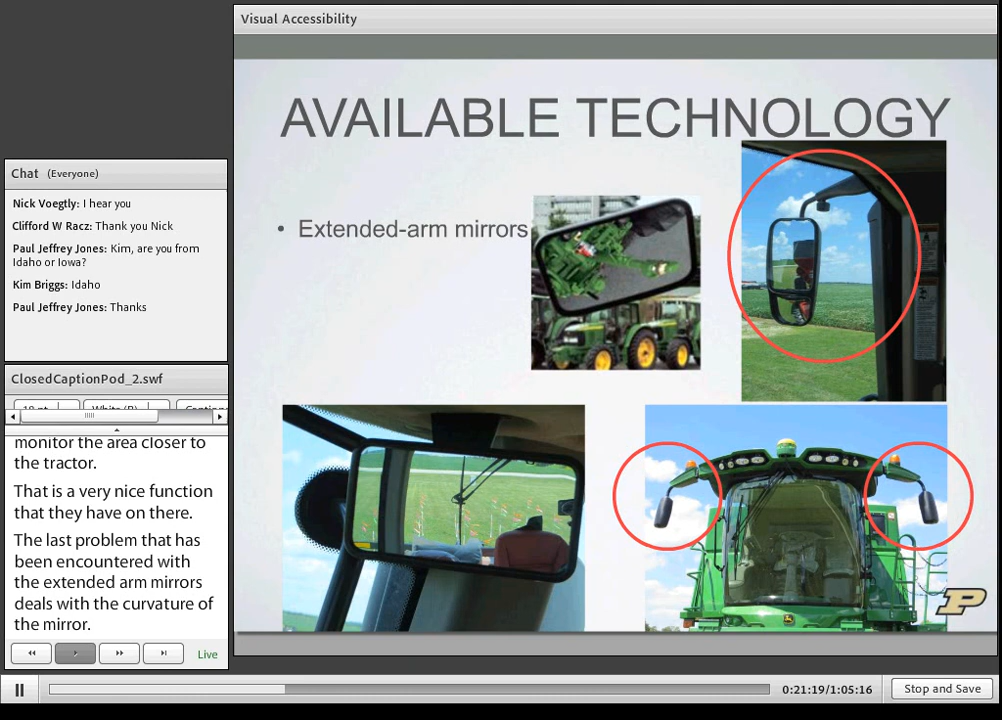 Visual Accessibility
AVAILABLE TECHNOLOGY
• Extended-arm mirrors
Chat (Everyone)
Nick Voegtly: I hear you
Clifford W Racz: Thank you Nick
Paul Jeffrey Jones: Kim, are you from
Idaho or Iowa?
Kim Briggs: Idaho
Paul Jeffrey Jones: Thanks
ClosedCaptionPod_2.swf
monitor the area closer to
the tractor.
That is a very nice function
that they have on there.
The last problem that has
been encountered with
the extended arm mirrors
deals with the curvature of
the mirror.
Live
P
0:21:19/1:05:16
Stop and Save